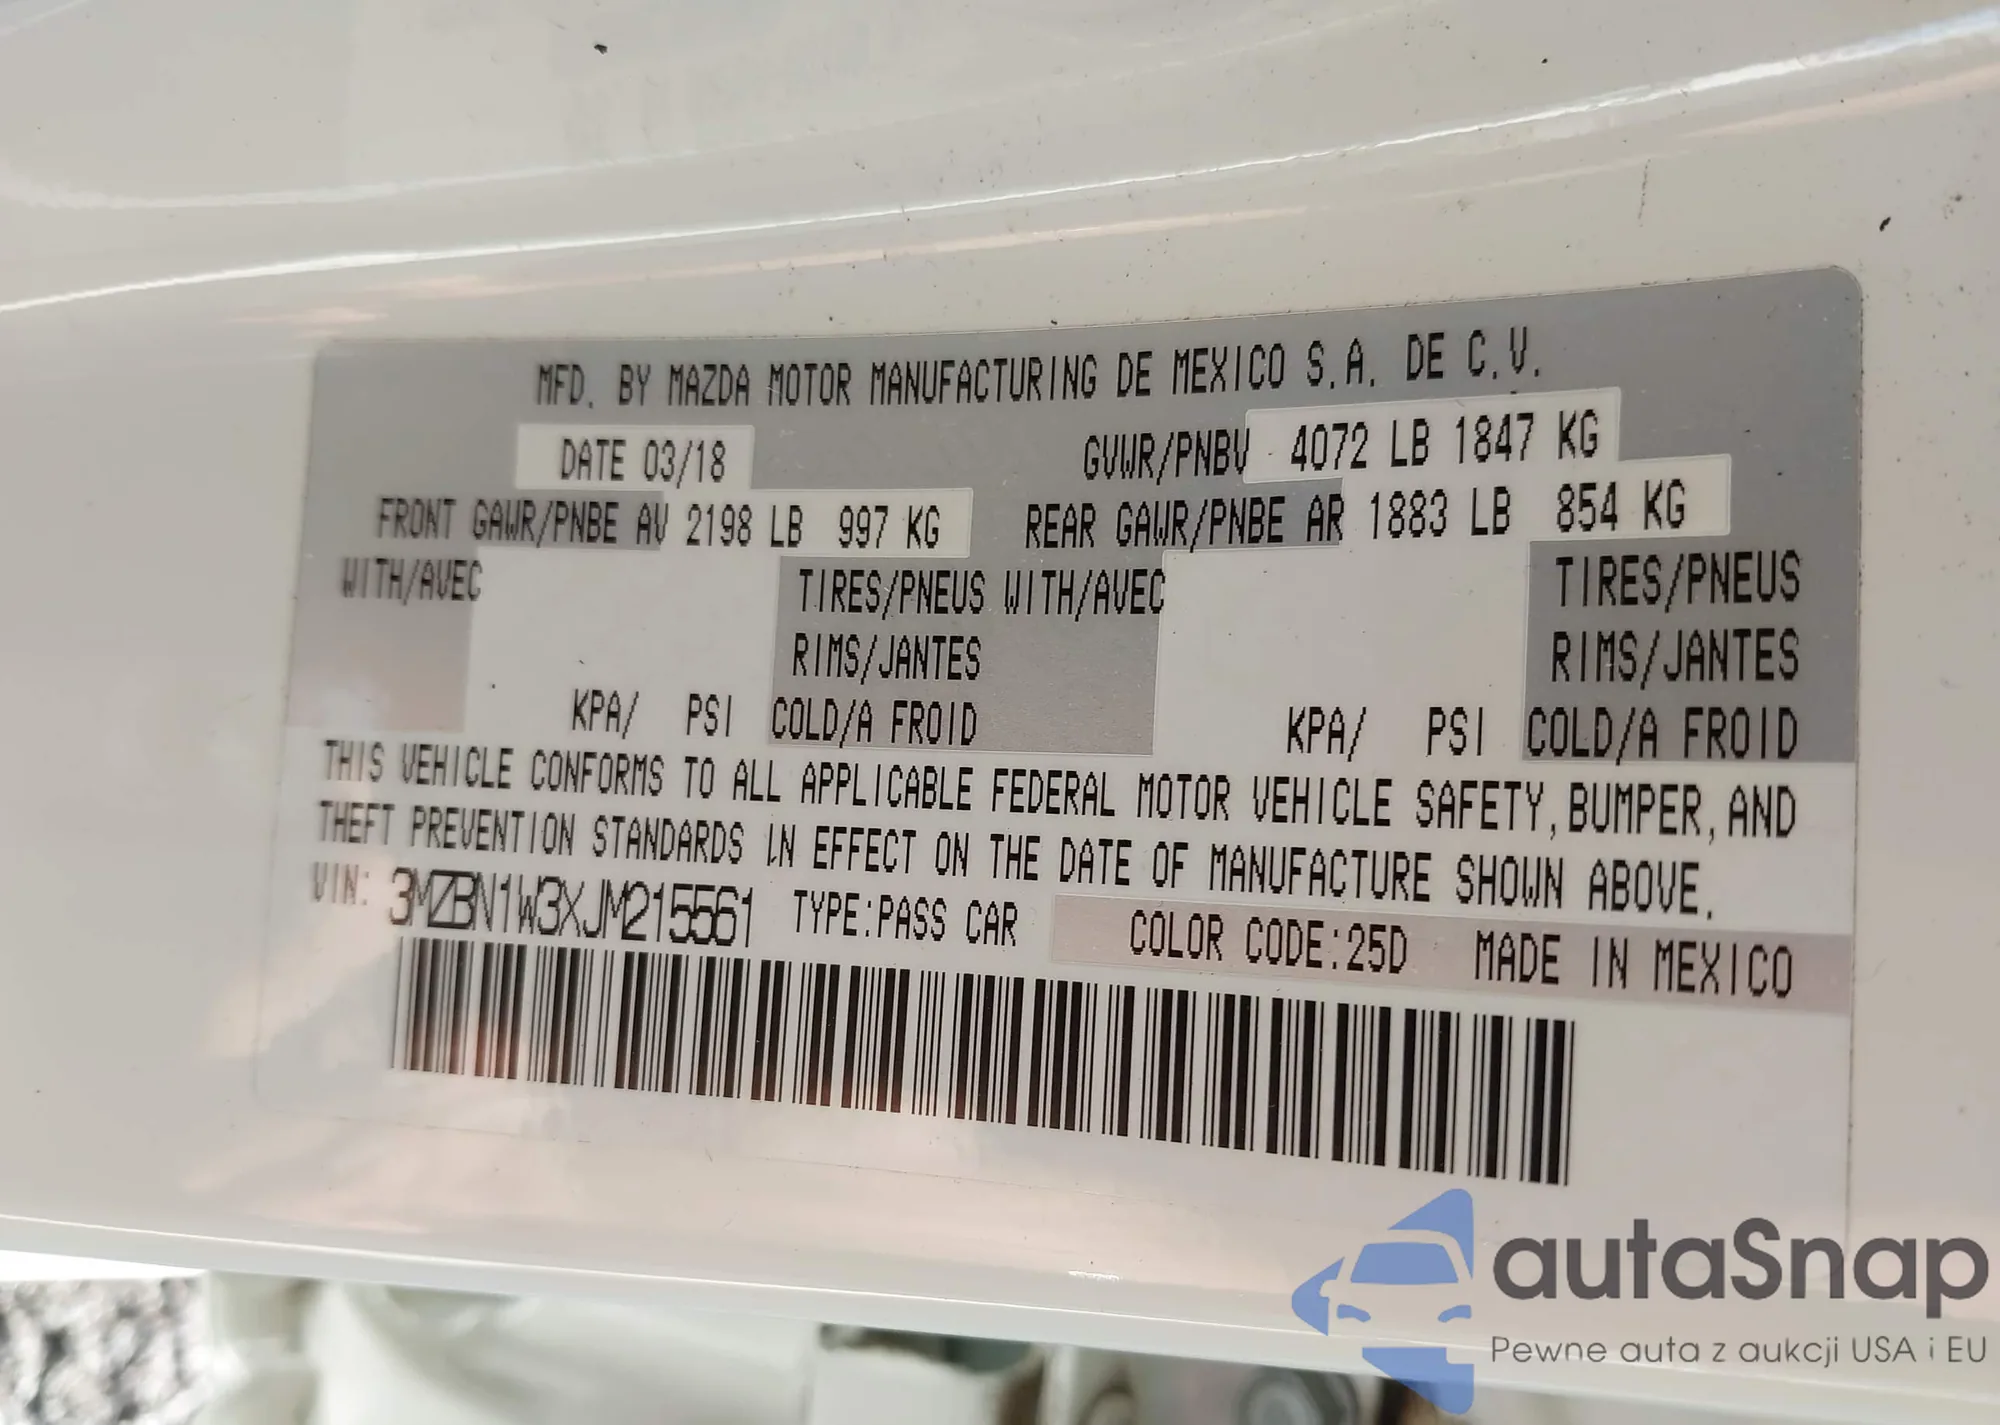 MFD. BY MAZDA MOTOR MANUFACTURING DE MEXICO S.A. DE C.V.
DATE 03/18 GVWR/PNBV 4072 LB 1847 KG
FRONT GAWR/PNBE AV 2198 LB 997 KG REAR GAWR/PNBE AR 1883 LB 854 KG
WITH/AVEC TIRES/PNEUS WITH/AVEC TIRES/PNEUS
RIMS/JANTES RIMS/JANTES
KPA/ PSI COLD/A FROID KPA/ PSI COLD/A FROID
THIS VEHICLE CONFORMS TO ALL APPLICABLE FEDERAL MOTOR VEHICLE SAFETY, BUMPER, AND
THEFT PREVENTION STANDARDS IN EFFECT ON THE DATE OF MANUFACTURE SHOWN ABOVE.
VIN: 3MZBN1W3XJM215561 TYPE:PASS CAR COLOR CODE:25D MADE IN MEXICO
autaSnap
Pewne auta z aukcji USA i EU